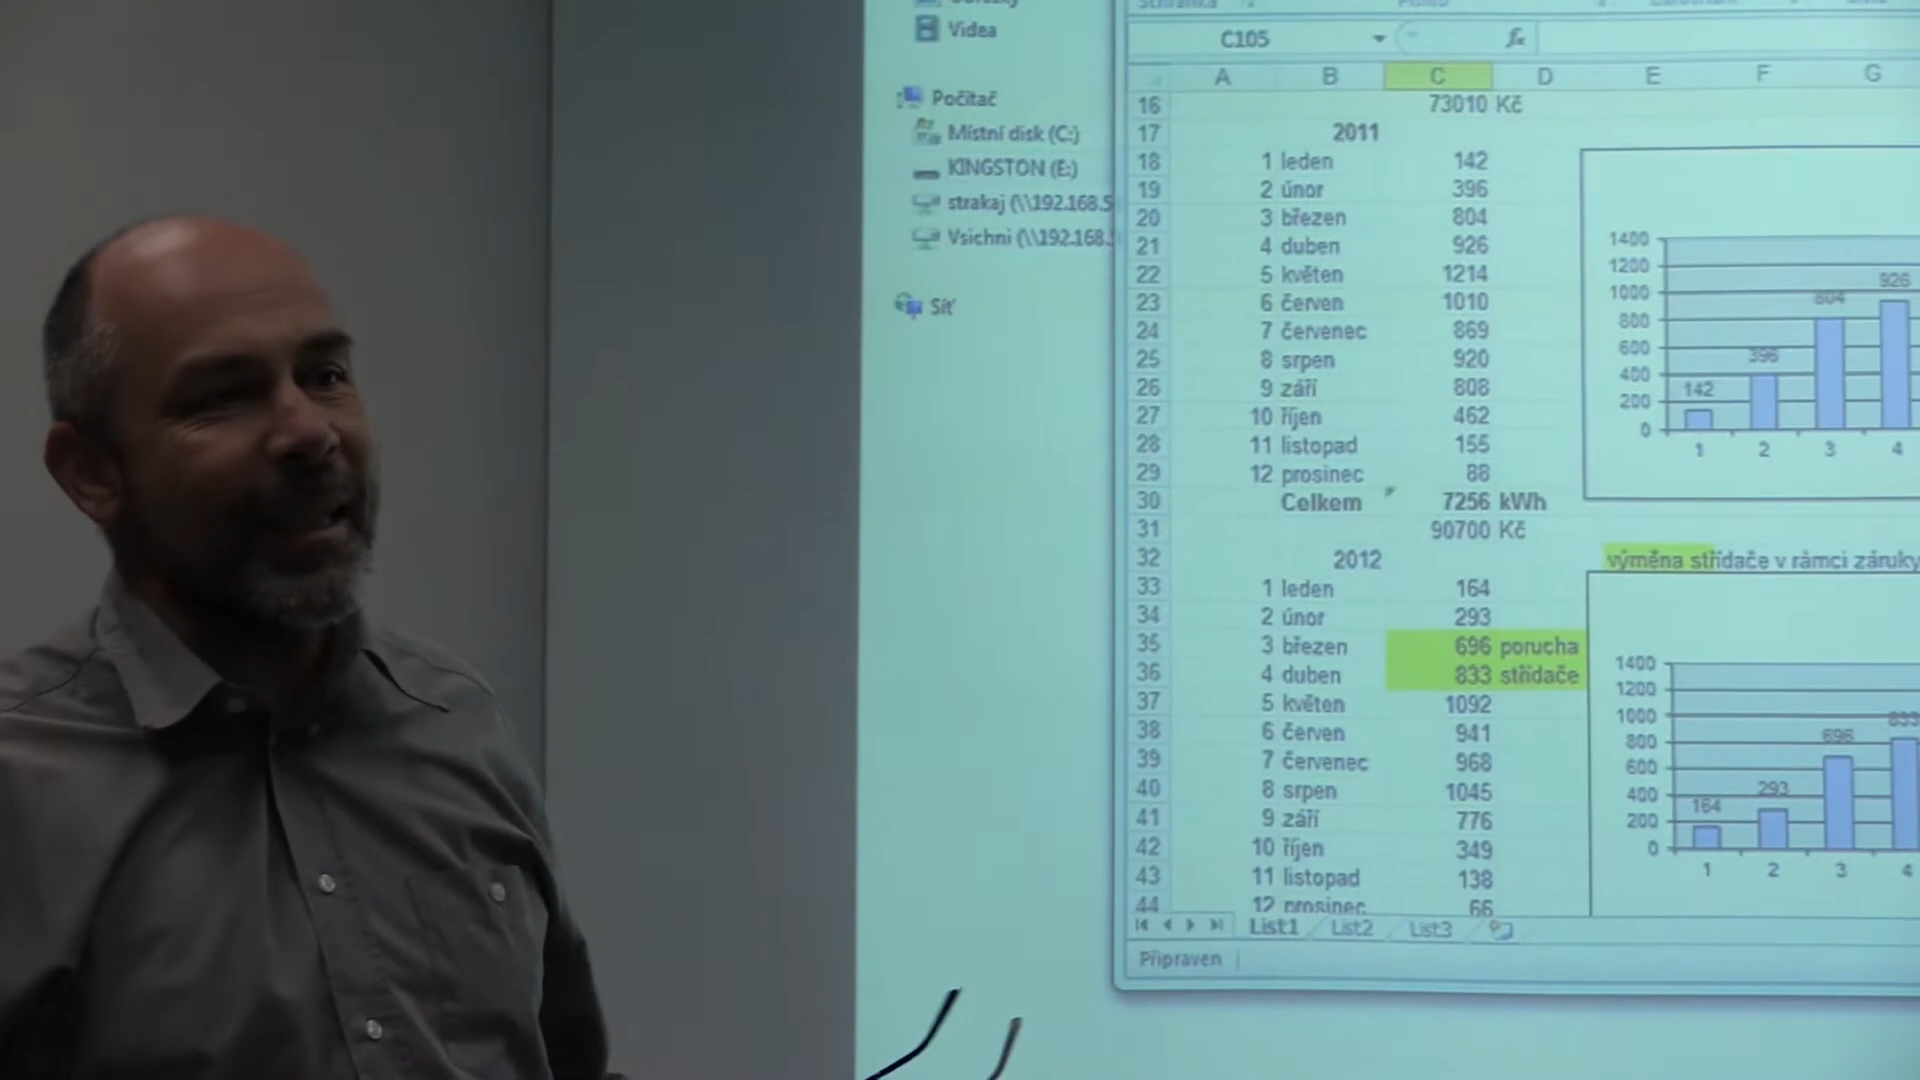 Videa
Počítač
Místní disk (C:)
KINGSTON (E:)
strakaj (\\192.168.5
Vsichni (\\192.168.
Síť
C105
fx
A B C D E F G
16 73010 Kč
17 2011
18 1 leden 142
19 2 únor 396
20 3 březen 804
21 4 duben 926
22 5 květen 1214
23 6 červen 1010
24 7 červenec 869
25 8 srpen 920
26 9 září 808
27 10 říjen 462
28 11 listopad 155
29 12 prosinec 88
30 Celkem 7256 kWh
31 90700 Kč
32 2012 výměna střídače v rámci záruky
33 1 leden 164
34 2 únor 293
35 3 březen 696 porucha
36 4 duben 833 střídače
37 5 květen 1092
38 6 červen 941
39 7 červenec 968
40 8 srpen 1045
41 9 září 776
42 10 říjen 349
43 11 listopad 138
44 12 prosinec 66
List1 List2 List3
Připraven
1400
1200
1000
800
600
400
200
0
142 396 804 926
1 2 3 4
1400
1200
1000
800
600
400
200
0
164 293 696 833
1 2 3 4